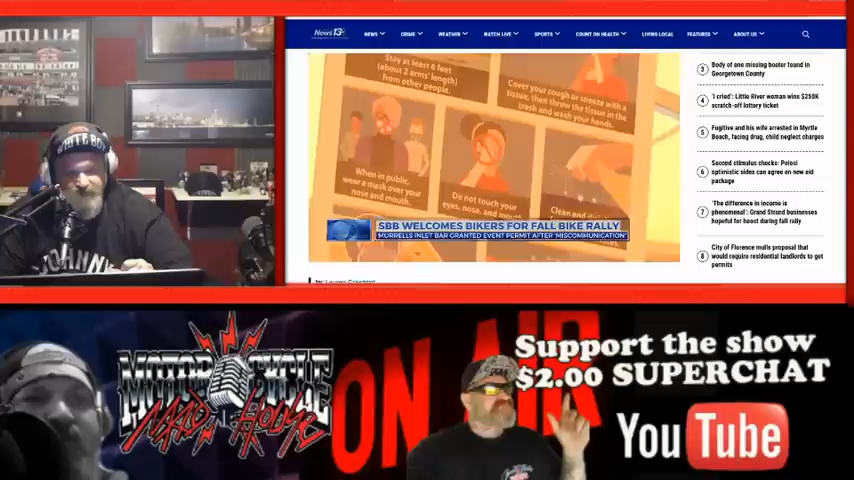 WHITE BOY
JOHNNY
News13
NEWS
CRIME
WEATHER
WATCH LIVE
SPORTS
COUNT ON HEALTH
LIVING LOCAL
FEATURES
ABOUT US
Stay at least 6 feet
(about 2 arms' length)
from other people.
Cover your cough or sneeze with a
tissue, then throw the tissue in the
trash and wash your hands.
When in public,
wear a mask over your
nose and mouth.
Do not touch your
eyes, nose, and mouth.
Clean and
SBB WELCOMES BIKERS FOR FALL BIKE RALLY
MURRELLS INLET BAR GRANTED EVENT PERMIT AFTER 'MISCOMMUNICATION'
3 Body of one missing boater found in
Georgetown County
4 'I cried': Little River woman wins $250K
scratch-off lottery ticket
5 Fugitive and his wife arrested in Myrtle
Beach, facing drug, child neglect charges
6 Second stimulus checks: Pelosi
optimistic sides can agree on new aid
package
7 'The difference in income is
phenomenal': Grand Strand businesses
hopeful for boost during fall rally
8 City of Florence mulls proposal that
would require residential landlords to get
permits
MOTORCYCLE
MAD HOUSE
ON AIR
Support the show
$2.00 SUPERCHAT
YouTube